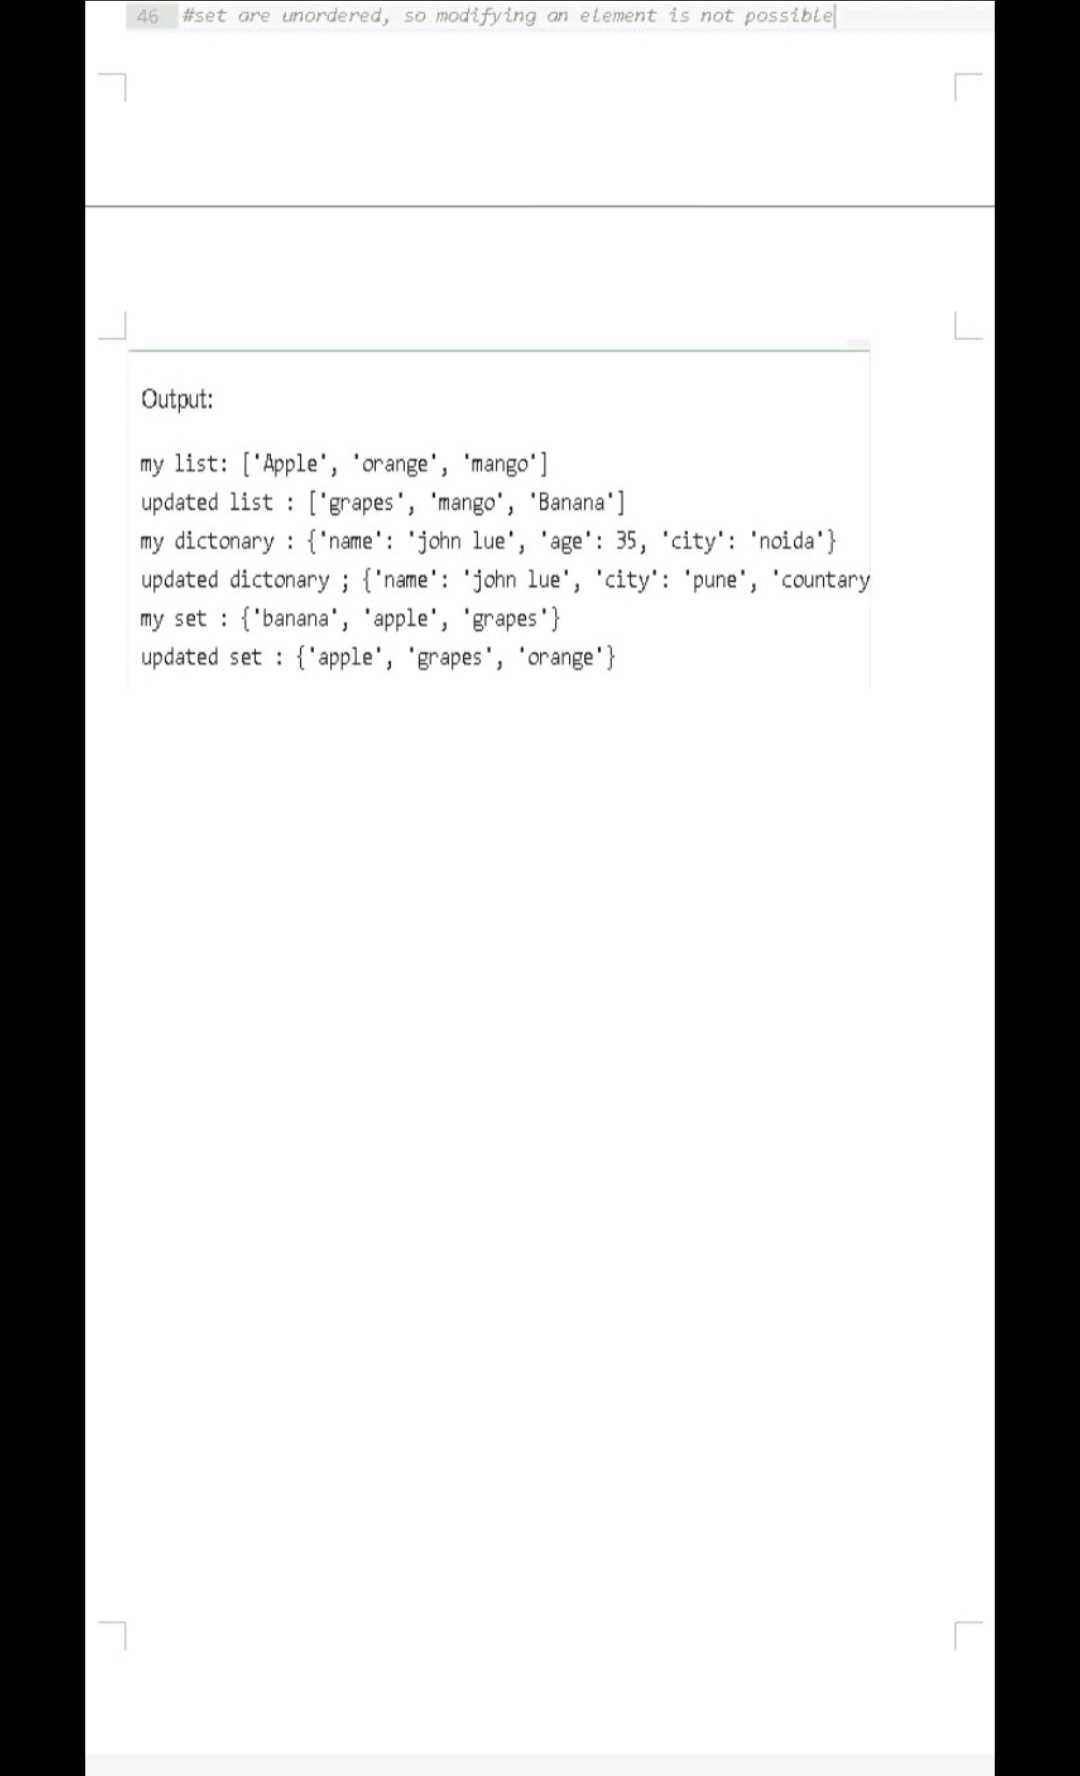 46 #set are unordered, so modifying an element is not possible
Output:
my list: ['Apple', 'orange', 'mango']
updated list : ['grapes', 'mango', 'Banana']
my dictonary : {'name': 'john lue', 'age': 35, 'city': 'noida'}
updated dictonary ; {'name': 'john lue', 'city': 'pune', 'countary
my set : {'banana', 'apple', 'grapes'}
updated set : {'apple', 'grapes', 'orange'}